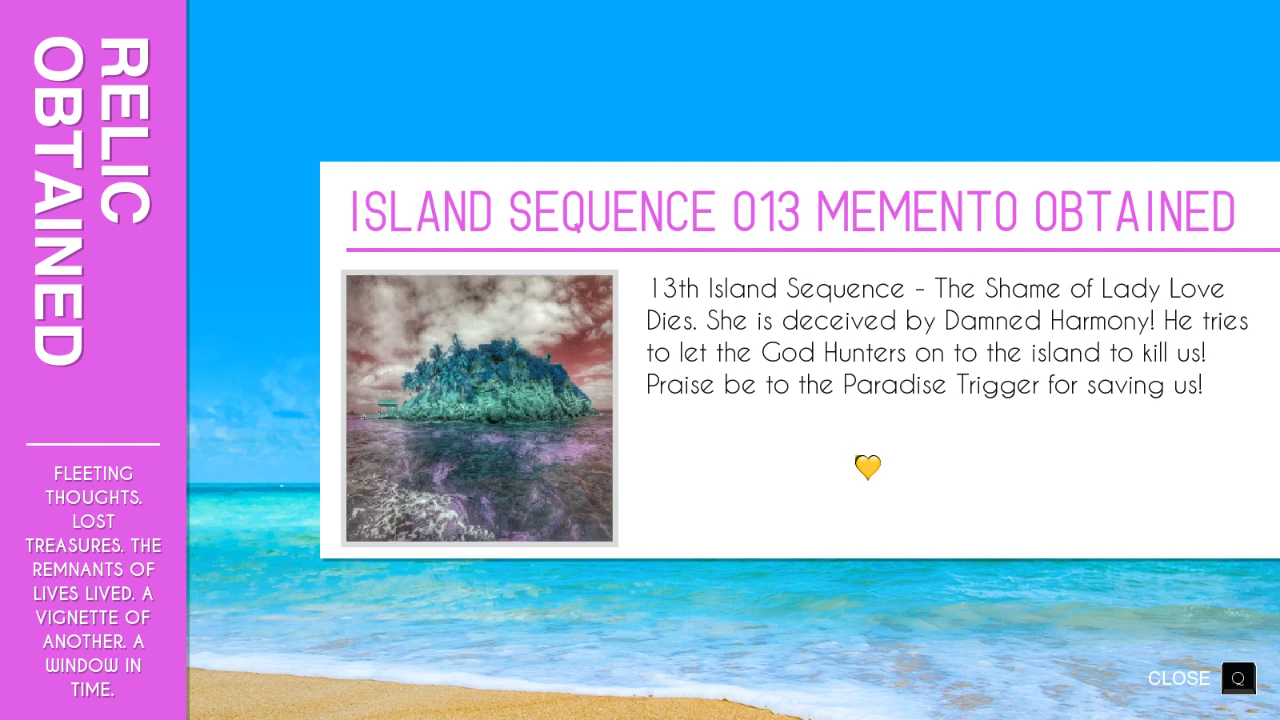 RELIC
OBTAINED
FLEETING
THOUGHTS.
LOST
TREASURES. THE
REMNANTS OF
LIVES LIVED. A
VIGNETTE OF
ANOTHER. A
WINDOW IN
TIME.
ISLAND SEQUENCE 013 MEMENTO OBTAINED
13th Island Sequence - The Shame of Lady Love
Dies. She is deceived by Damned Harmony! He tries
to let the God Hunters on to the island to kill us!
Praise be to the Paradise Trigger for saving us!
CLOSE Q